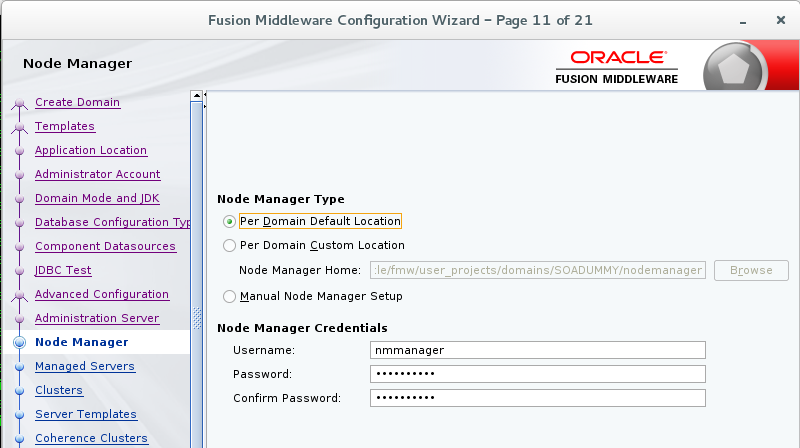 Fusion Middleware Configuration Wizard – Page 11 of 21
Node Manager
ORACLE
FUSION MIDDLEWARE
Create Domain
Templates
Application Location
Administrator Account
Domain Mode and JDK
Database Configuration Typ
Component Datasources
JDBC Test
Advanced Configuration
Administration Server
Node Manager
Managed Servers
Clusters
Server Templates
Coherence Clusters
Node Manager Type
Per Domain Default Location
Per Domain Custom Location
Node Manager Home: :le/fmw/user_projects/domains/SOADUMMY/nodemanager Browse
Manual Node Manager Setup
Node Manager Credentials
Username: nmmanager
Password: ••••••••••
Confirm Password: ••••••••••